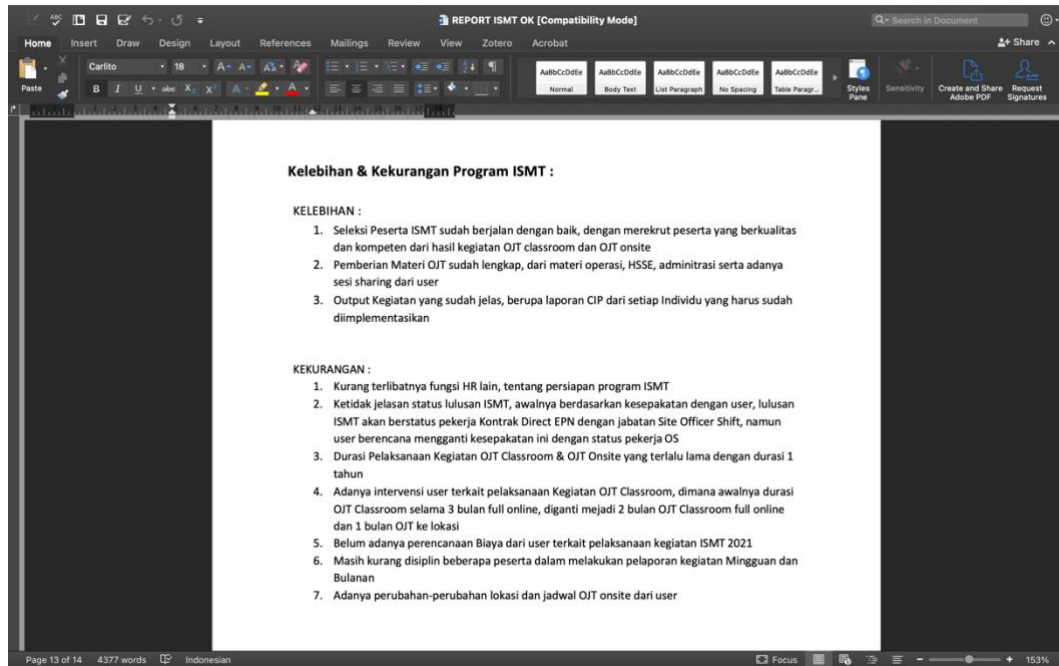 REPORT ISMT OK [Compatibility Mode]
Search in Document
Home Insert Draw Design Layout References Mailings Review View Zotero Acrobat
Share
Paste
Carlito 18
AaBbCcDdEe AaBbCcDdEe AaBbCcDdEe AaBbCcDdEe AaBbCcDdEe
Normal Body Text List Paragraph No Spacing Table Paragr...
Styles Pane
Sensitivity
Create and Share Adobe PDF
Request Signatures
Kelebihan & Kekurangan Program ISMT :
KELEBIHAN :
1. Seleksi Peserta ISMT sudah berjalan dengan baik, dengan merekrut peserta yang berkualitas
dan kompeten dari hasil kegiatan OJT classroom dan OJT onsite
2. Pemberian Materi OJT sudah lengkap, dari materi operasi, HSSE, adminitrasi serta adanya
sesi sharing dari user
3. Output Kegiatan yang sudah jelas, berupa laporan CIP dari setiap Individu yang harus sudah
diimplementasikan
KEKURANGAN :
1. Kurang terlibatnya fungsi HR lain, tentang persiapan program ISMT
2. Ketidak jelasan status lulusan ISMT, awalnya berdasarkan kesepakatan dengan user, lulusan
ISMT akan berstatus pekerja Kontrak Direct EPN dengan jabatan Site Officer Shift, namun
user berencana mengganti kesepakatan ini dengan status pekerja OS
3. Durasi Pelaksanaan Kegiatan OJT Classroom & OJT Onsite yang terlalu lama dengan durasi 1
tahun
4. Adanya intervensi user terkait pelaksanaan Kegiatan OJT Classroom, dimana awalnya durasi
OJT Classroom selama 3 bulan full online, diganti mejadi 2 bulan OJT Classroom full online
dan 1 bulan OJT ke lokasi
5. Belum adanya perencanaan Biaya dari user terkait pelaksanaan kegiatan ISMT 2021
6. Masih kurang disiplin beberapa peserta dalam melakukan pelaporan kegiatan Mingguan dan
Bulanan
7. Adanya perubahan-perubahan lokasi dan jadwal OJT onsite dari user
Page 13 of 14 4377 words Indonesian Focus 153%